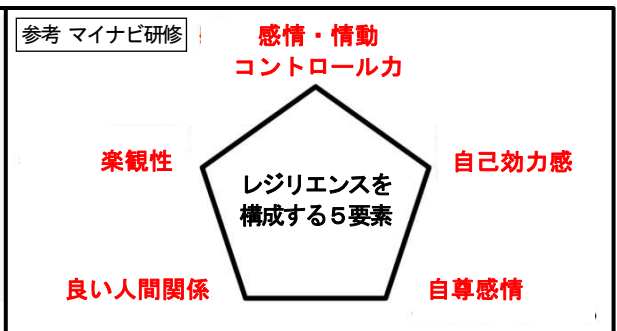 参考 マイナビ研修
感情・情動
コントロール力
楽観性
自己効力感
レジリエンスを
構成する５要素
良い人間関係
自尊感情